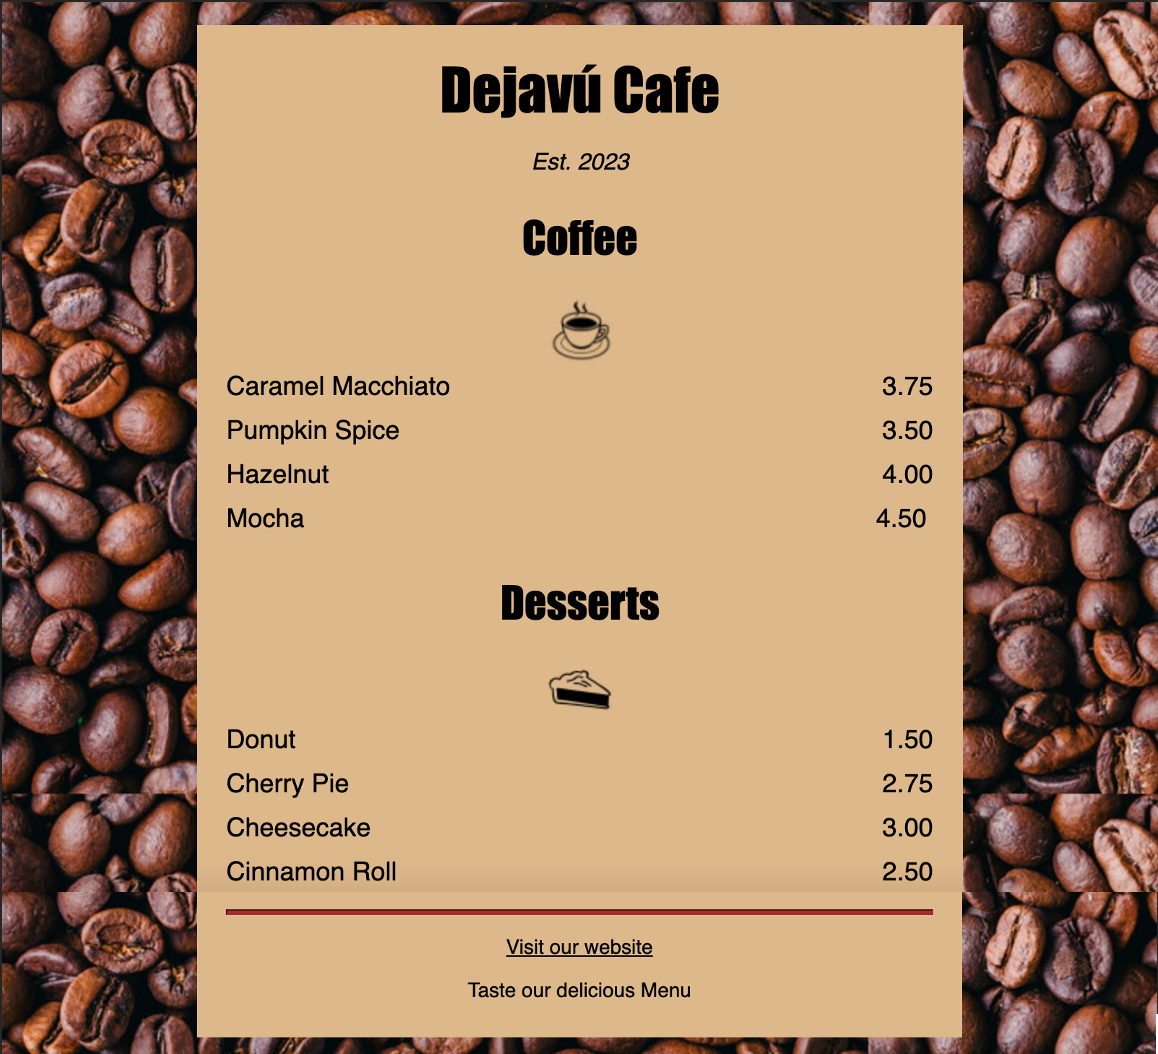 Dejavú Cafe
Est. 2023
Coffee
Caramel Macchiato 3.75
Pumpkin Spice 3.50
Hazelnut 4.00
Mocha 4.50
Desserts
Donut 1.50
Cherry Pie 2.75
Cheesecake 3.00
Cinnamon Roll 2.50
Visit our website
Taste our delicious Menu